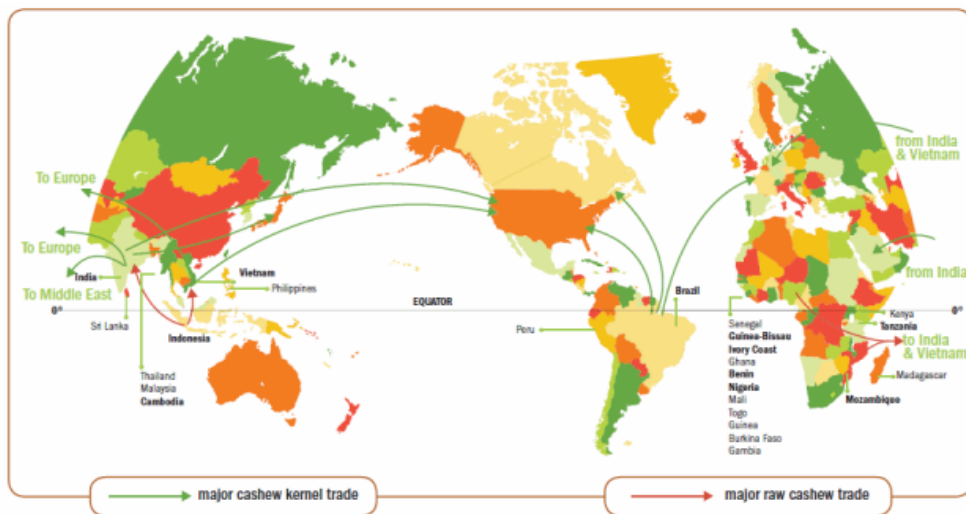 To Europe
To Europe
India
To Middle East
Sri Lanka
Thailand
Malaysia
Cambodia
Indonesia
Vietnam
Philippines
0°
EQUATOR
Peru
Brazil
Senegal
Guinea-Bissau
Ivory Coast
Ghana
Benin
Nigeria
Mali
Togo
Guinea
Burkina Faso
Gambia
from India
& Vietnam
from India
0°
Kenya
Tanzania
to India
& Vietnam
Madagascar
Mozambique
major cashew kernel trade
major raw cashew trade